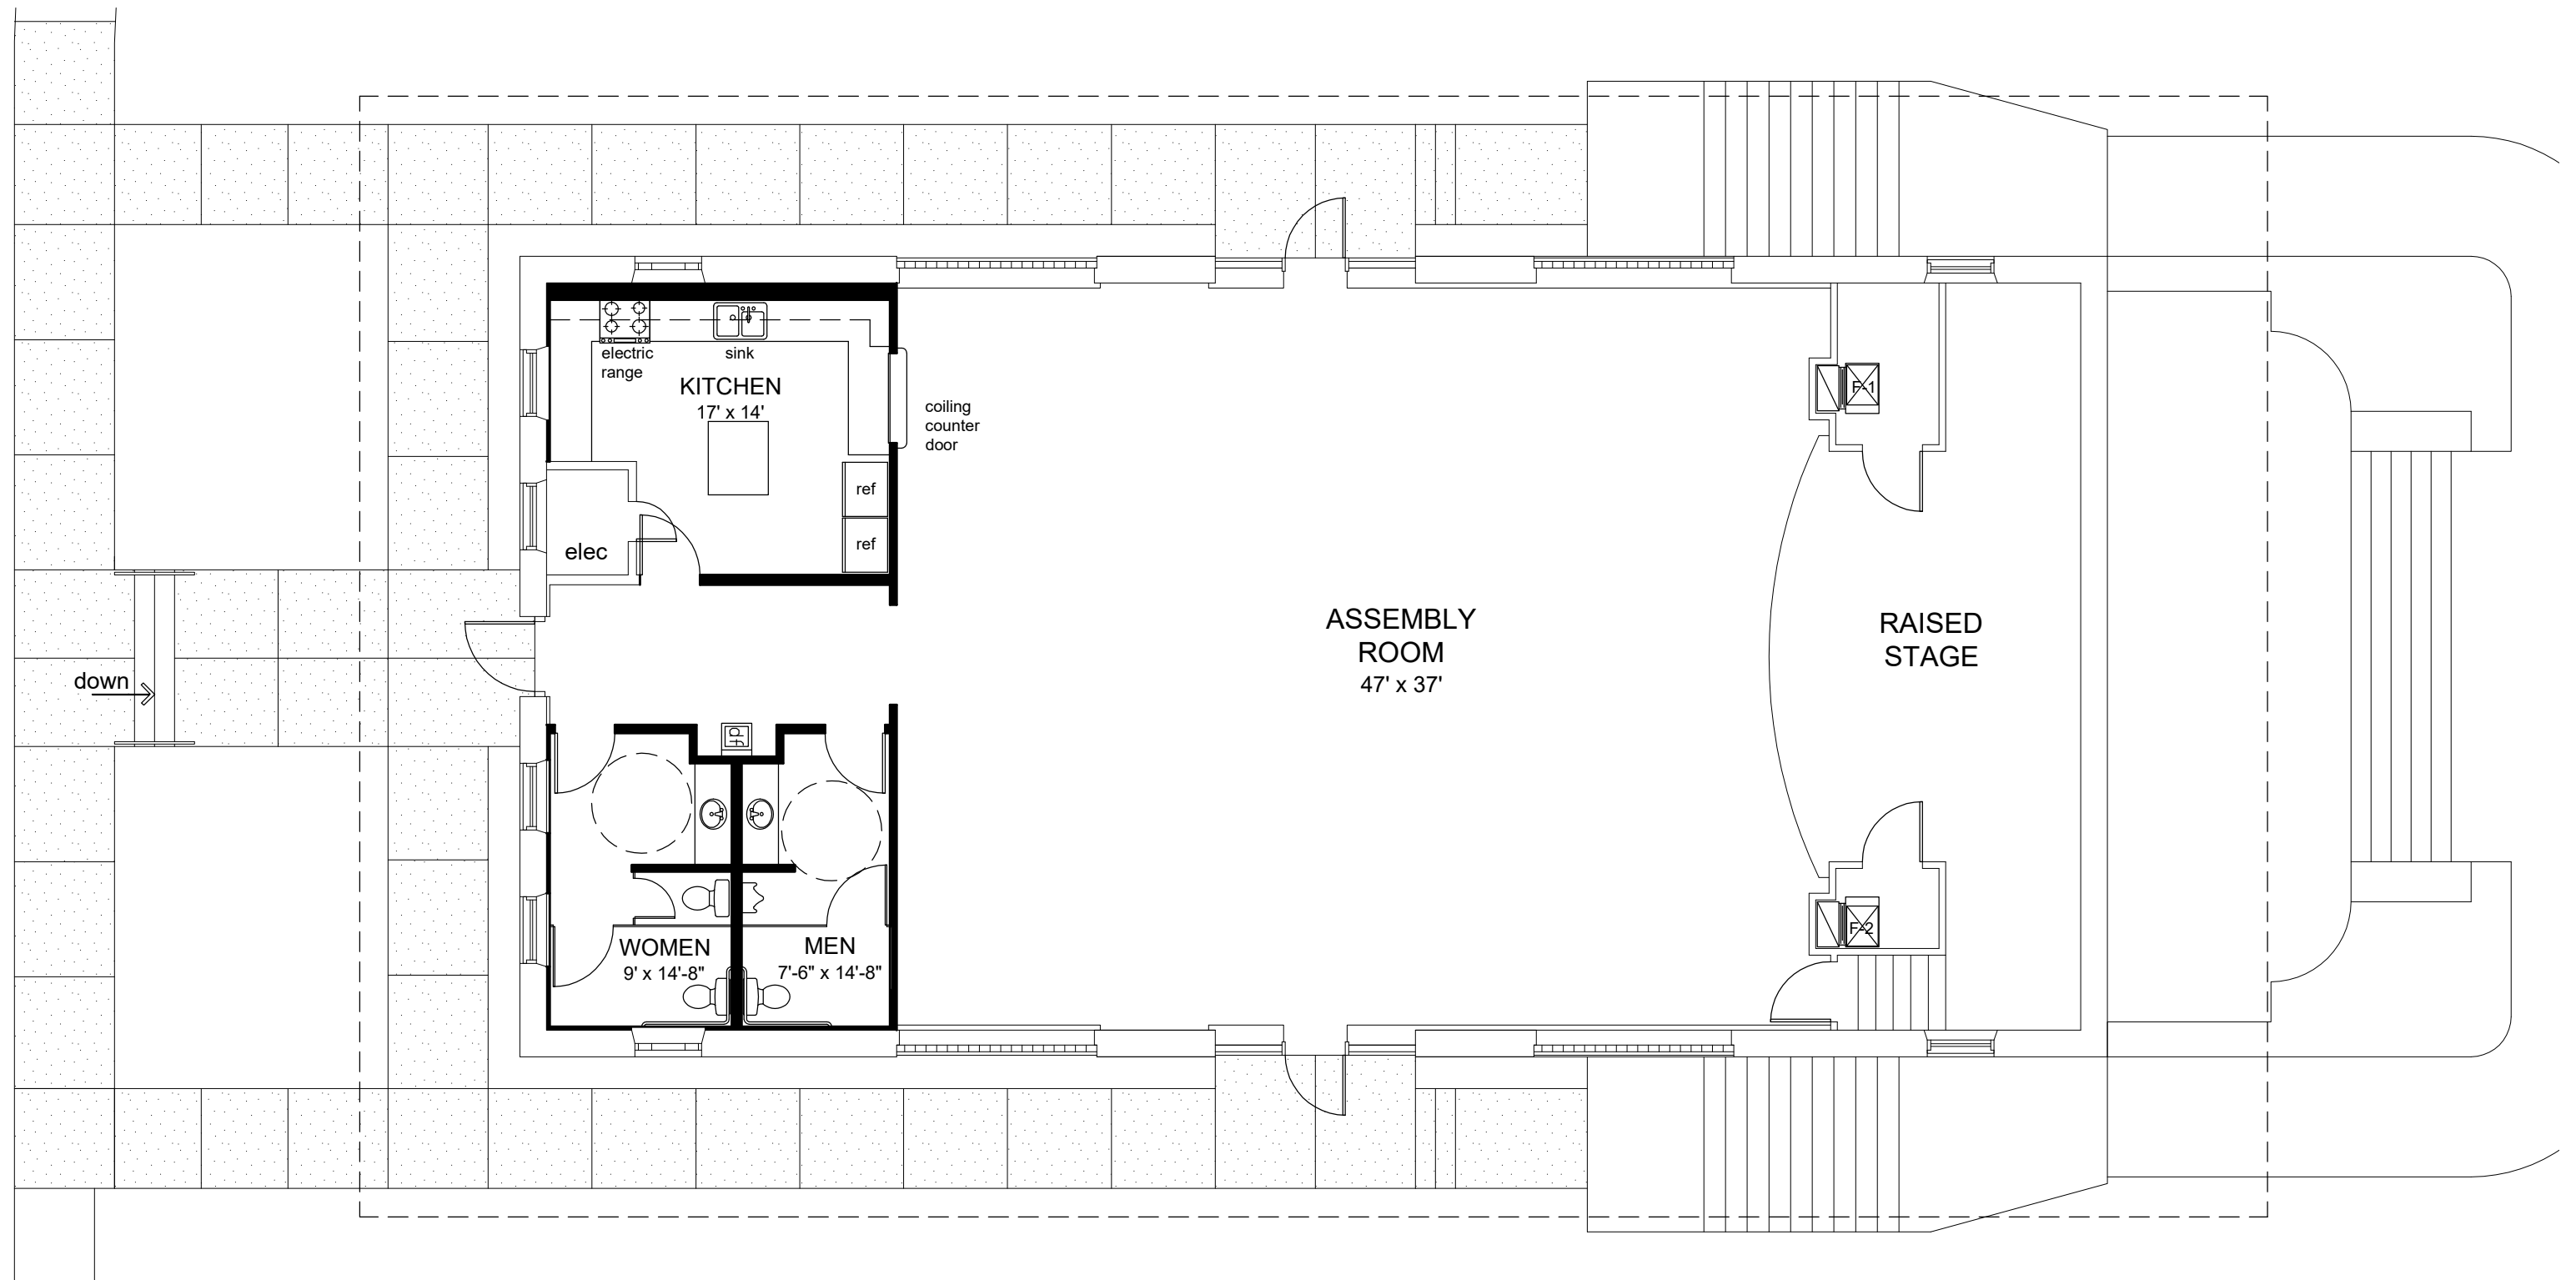 electric
range
sink
KITCHEN
17' x 14'
coiling
counter
door
ref
ref
elec
F-1
ASSEMBLY
ROOM
47' x 37'
RAISED
STAGE
down
df
WOMEN
9' x 14'-8"
MEN
7'-6" x 14'-8"
F-2